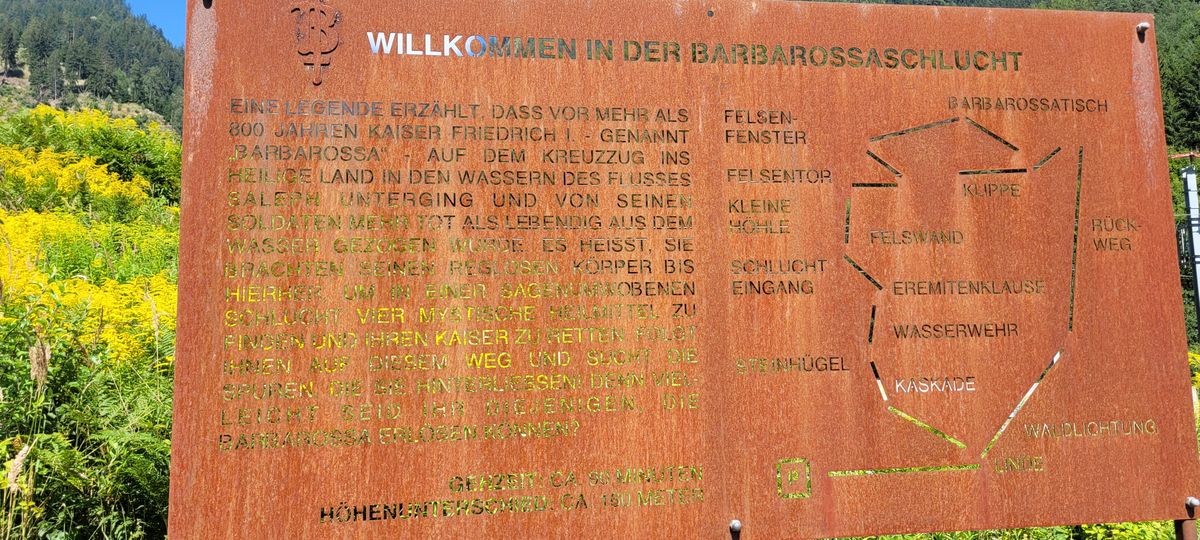 WILLKOMMEN IN DER BARBAROSSASCHLUCHT
EINE LEGENDE ERZÄHLT, DASS VOR MEHR ALS
800 JAHREN KAISER FRIEDRICH I. - GENANNT
„BARBAROSSA“ - AUF DEM KREUZZUG INS
HEILIGE LAND IN DEN WASSERN DES FLUSSES
SALEPH UNTERGING UND VON SEINEN
SOLDATEN MEHR TOT ALS LEBENDIG AUS DEM
WASSER GEZOGEN WURDE. ES HEISST, SIE
BRACHTEN SEINEN REGLOSEN KÖRPER BIS
HIERHER, UM IN EINER SAGENUMWOBENEN
SCHLUCHT VIER MYSTISCHE HEILMITTEL ZU
FINDEN UND IHREN KAISER ZU RETTEN. FOLGT
IHNEN AUF DIESEM WEG UND SUCHT DIE
SPUREN, DIE SIE HINTERLIESSEN! DENN VIEL-
LEICHT SEID IHR DIEJENIGEN, DIE
BARBAROSSA ERLÖSEN KÖNNEN?
GEHZEIT: CA. 90 MINUTEN
HÖHENUNTERSCHIED: CA. 150 METER
BARBAROSSATISCH
FELSEN-
FENSTER
FELSENTOR
KLIPPE
KLEINE
HÖHLE
RÜCK-
WEG
FELSWAND
SCHLUCHT
EINGANG
EREMITENKLAUSE
WASSERWEHR
STEINHÜGEL
KASKADE
WALDLICHTUNG
LINDE
P